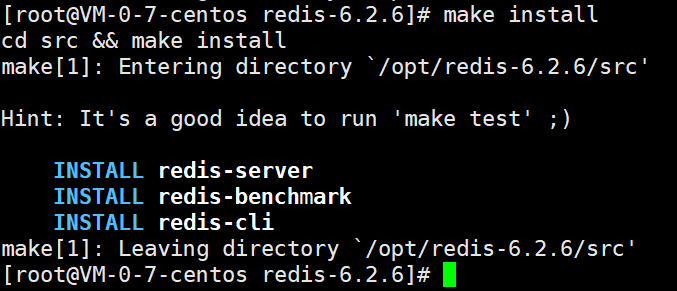 [root@VM-0-7-centos redis-6.2.6]# make install
cd src && make install
make[1]: Entering directory `/opt/redis-6.2.6/src'
Hint: It's a good idea to run 'make test' ;)
INSTALL redis-server
INSTALL redis-benchmark
INSTALL redis-cli
make[1]: Leaving directory `/opt/redis-6.2.6/src'
[root@VM-0-7-centos redis-6.2.6]#